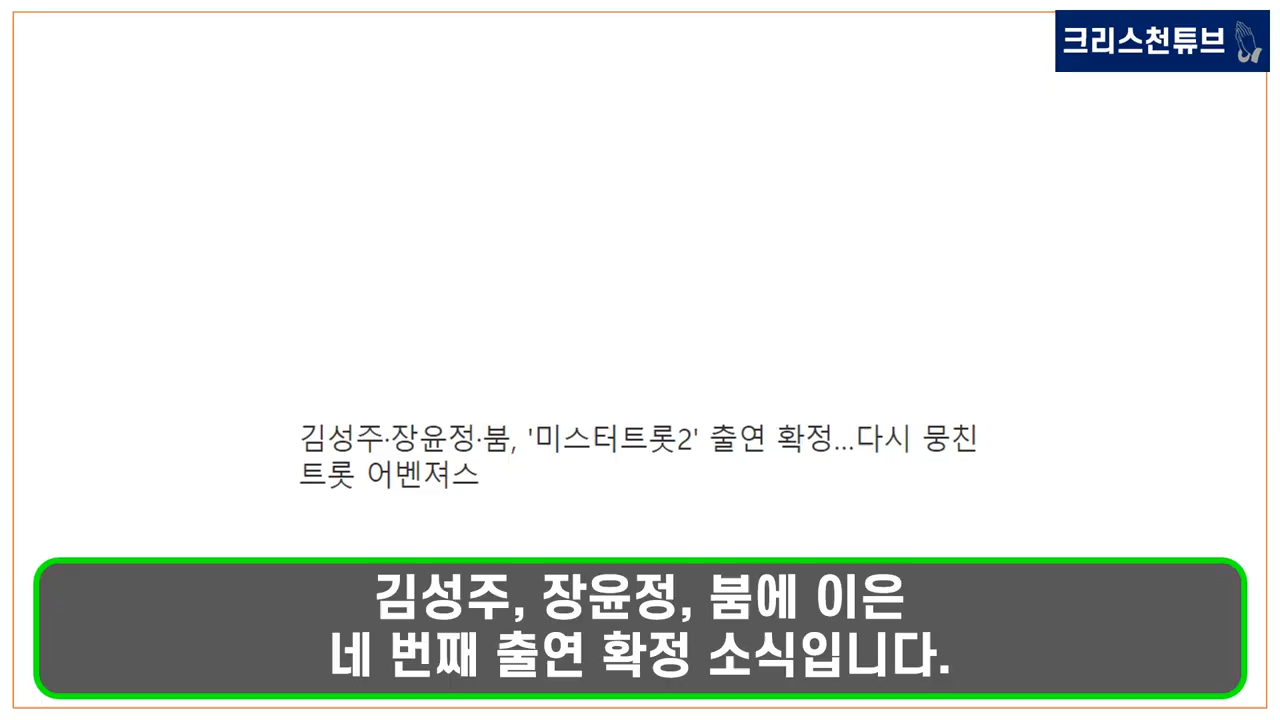 크리스천튜브
김성주·장윤정·붐, '미스터트롯2' 출연 확정...다시 뭉친
트롯 어벤져스
김성주, 장윤정, 붐에 이은
네 번째 출연 확정 소식입니다.